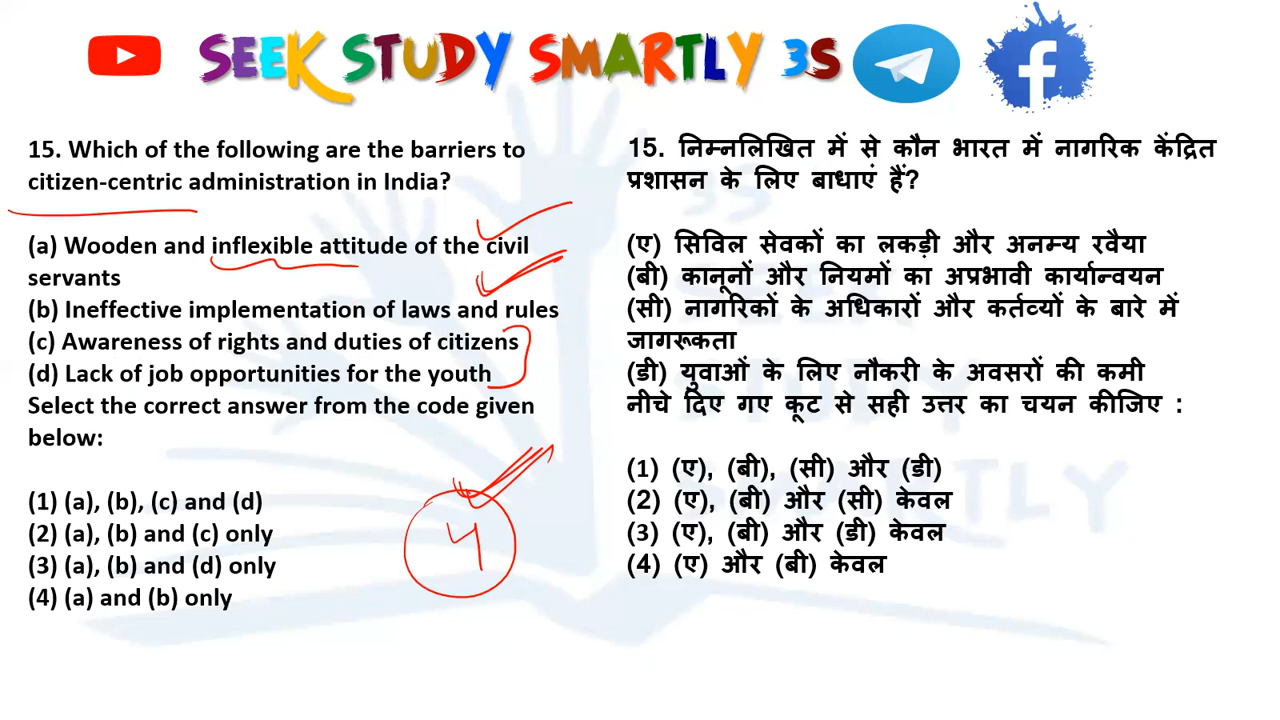 SEEK STUDY SMARTLY 3S
15. Which of the following are the barriers to
citizen-centric administration in India?
(a) Wooden and inflexible attitude of the civil
servants
(b) Ineffective implementation of laws and rules
(c) Awareness of rights and duties of citizens
(d) Lack of job opportunities for the youth
Select the correct answer from the code given
below:
(1) (a), (b), (c) and (d)
(2) (a), (b) and (c) only
(3) (a), (b) and (d) only
(4) (a) and (b) only
4
15. निम्नलिखित में से कौन भारत में नागरिक केंद्रित
प्रशासन के लिए बाधाएं हैं?
(ए) सिविल सेवकों का लकड़ी और अनम्य रवैया
(बी) कानूनों और नियमों का अप्रभावी कार्यान्वयन
(सी) नागरिकों के अधिकारों और कर्तव्यों के बारे में
जागरूकता
(डी) युवाओं के लिए नौकरी के अवसरों की कमी
नीचे दिए गए कूट से सही उत्तर का चयन कीजिए :
(1) (ए), (बी), (सी) और (डी)
(2) (ए), (बी) और (सी) केवल
(3) (ए), (बी) और (डी) केवल
(4) (ए) और (बी) केवल